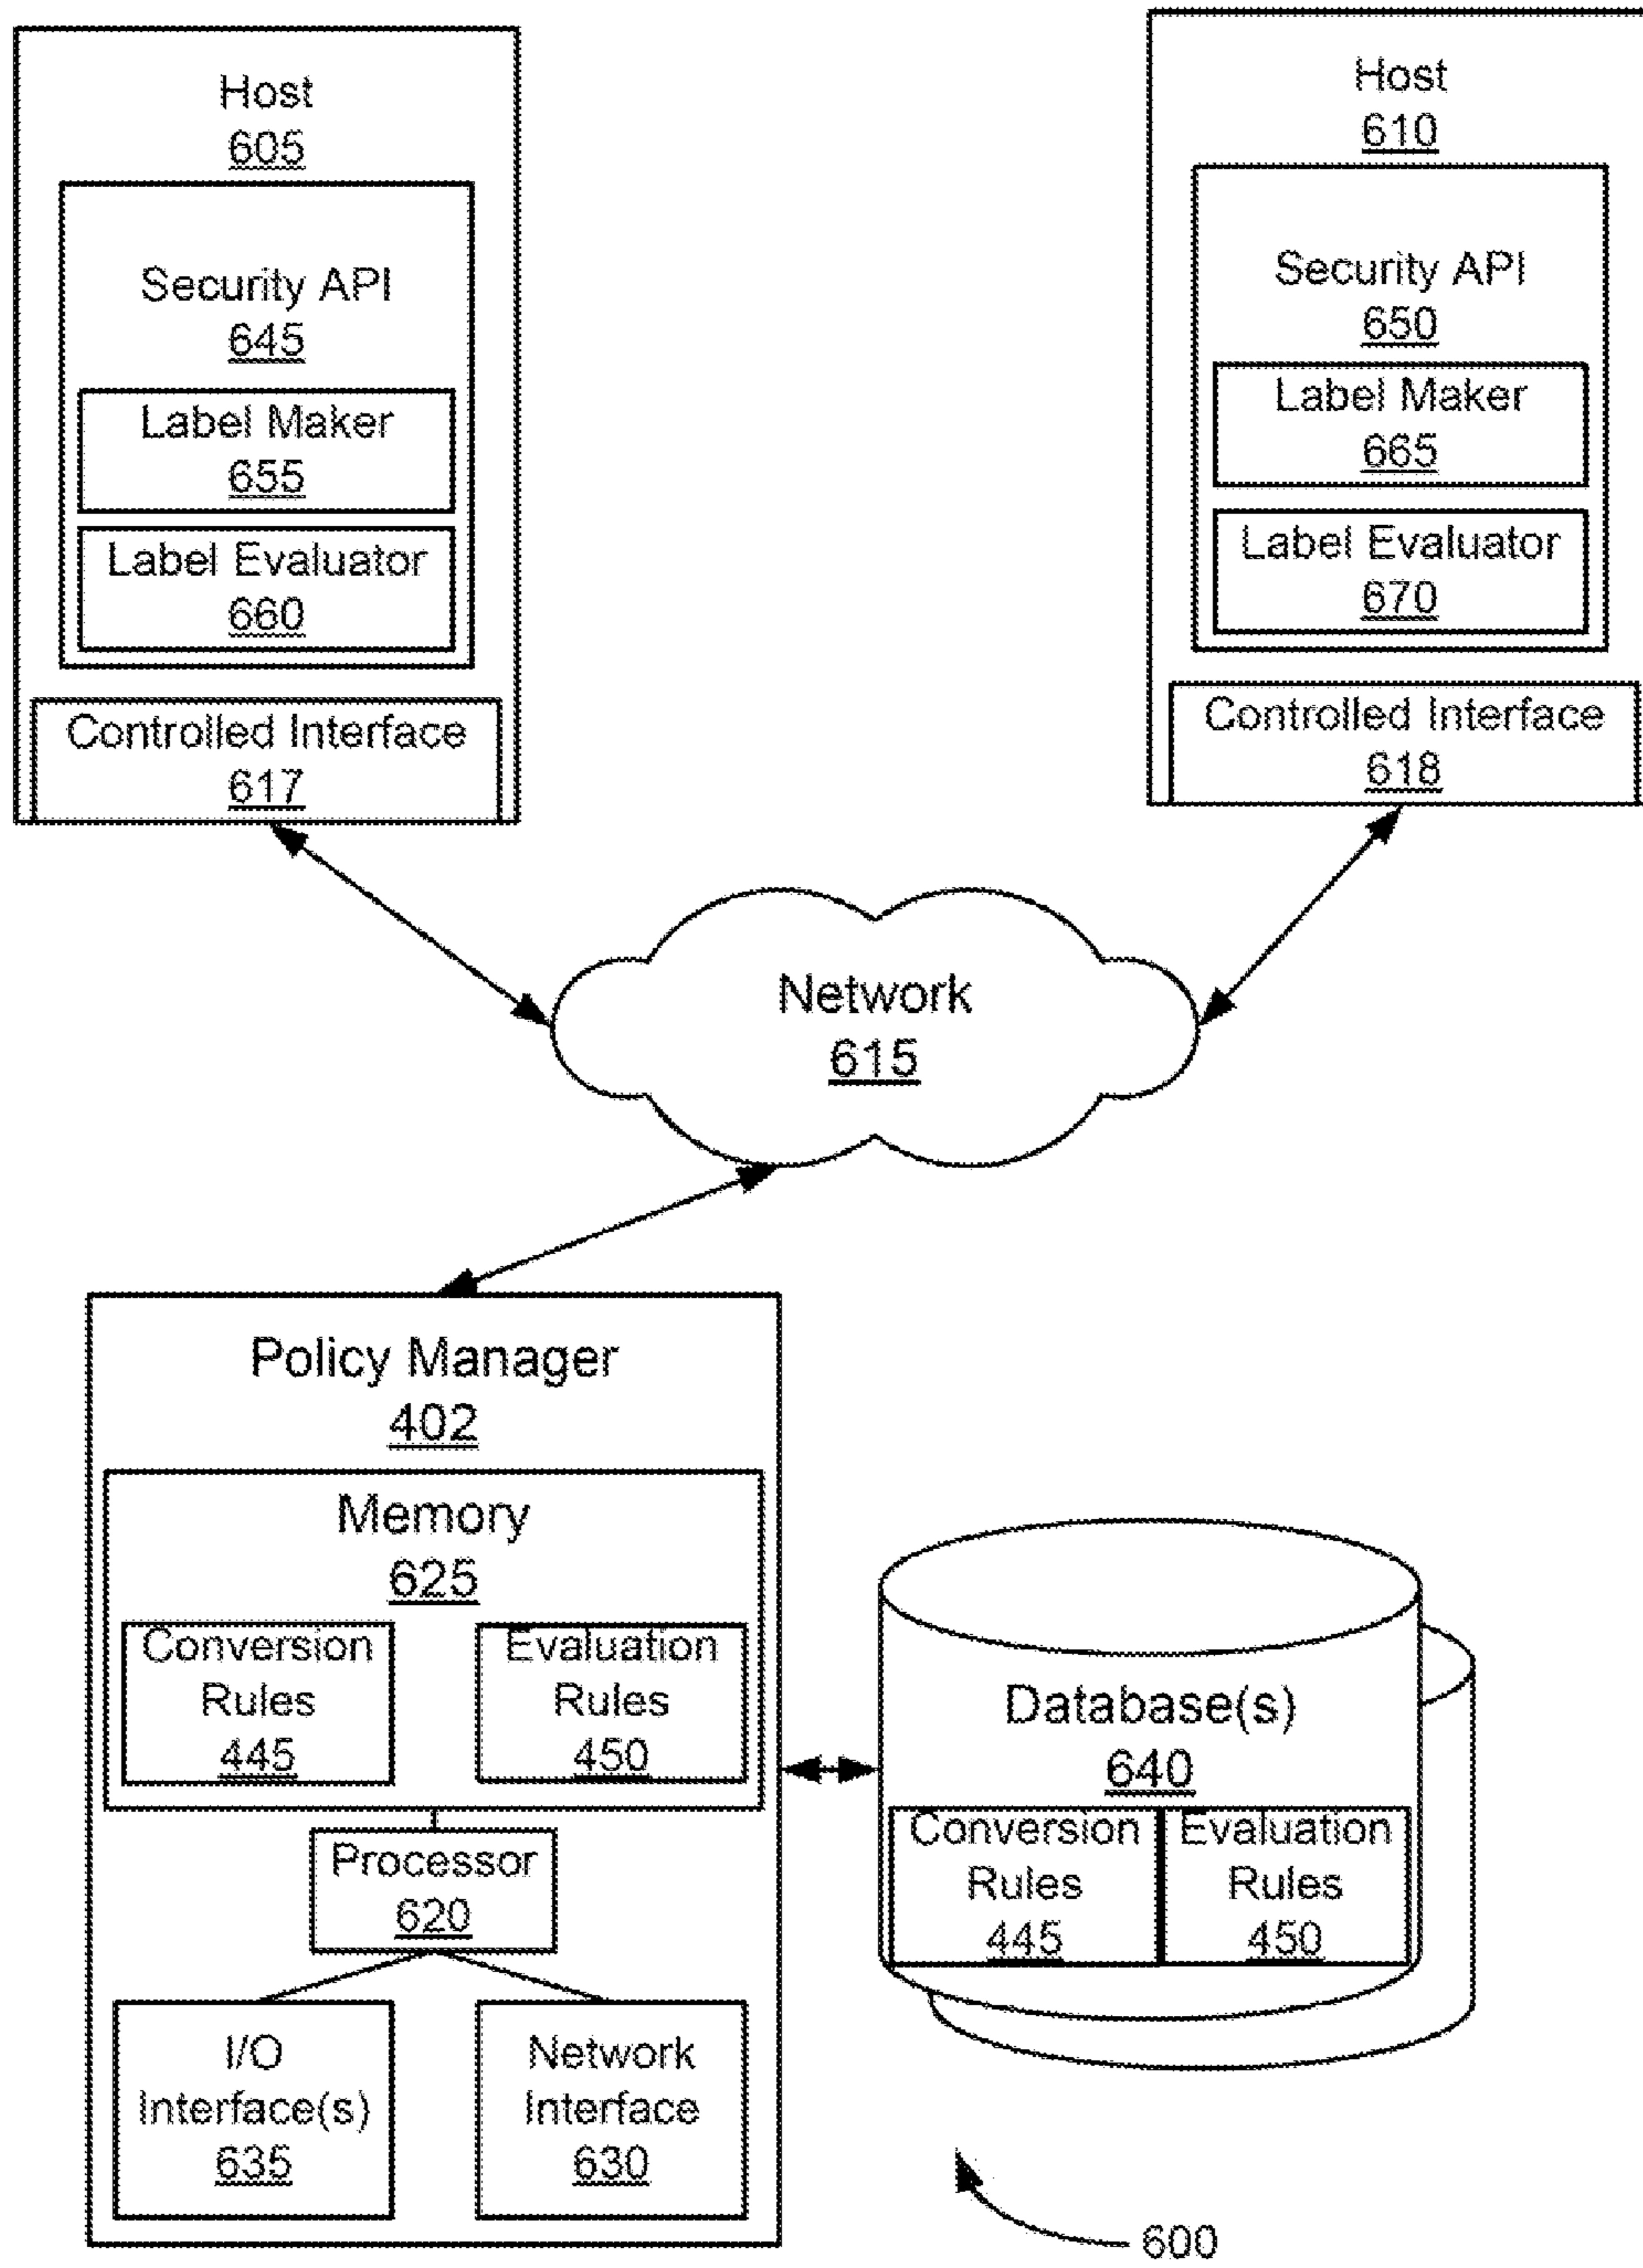 Host
605
Security API
645
Label Maker
655
Label Evaluator
660
Controlled Interface
617
Host
610
Security API
650
Label Maker
665
Label Evaluator
670
Controlled Interface
618
Network
615
Policy Manager
402
Memory
625
Conversion
Rules
445
Evaluation
Rules
450
Processor
620
I/O
Interface(s)
635
Network
Interface
630
Database(s)
640
Conversion
Rules
445
Evaluation
Rules
450
600